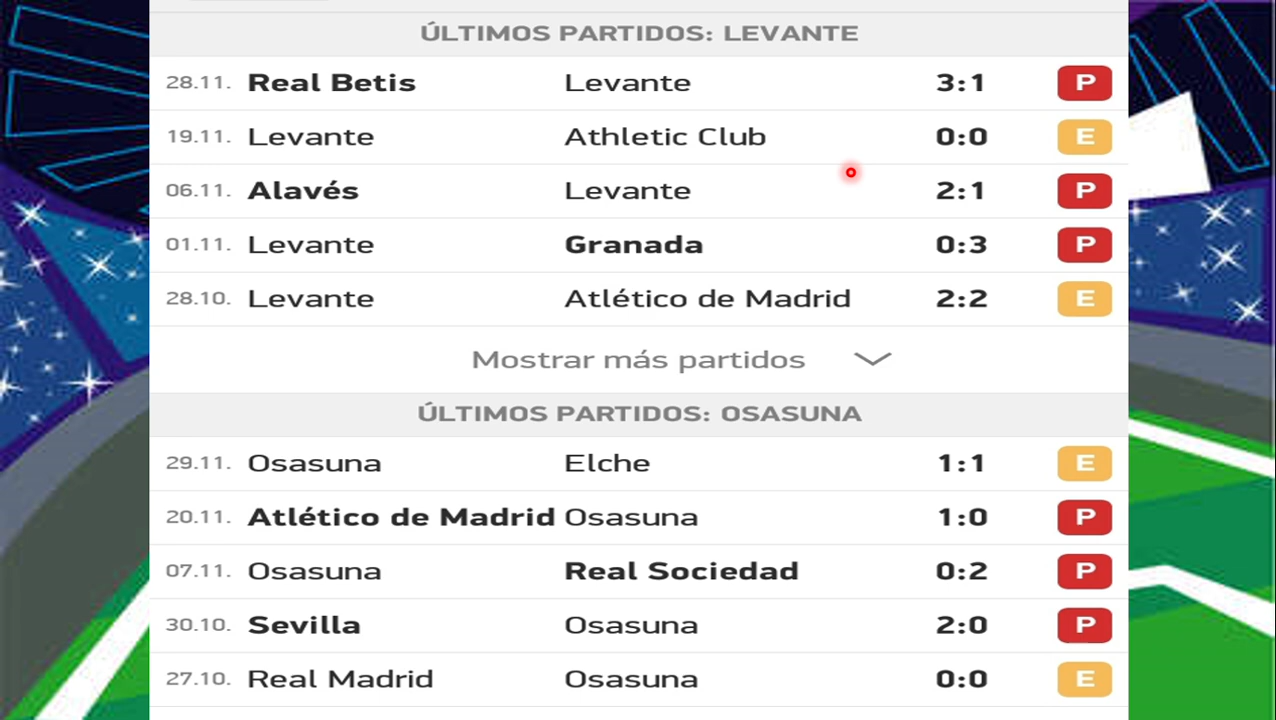 ÚLTIMOS PARTIDOS: LEVANTE
28.11. Real Betis Levante 3:1 P
19.11. Levante Athletic Club 0:0 E
06.11. Alavés Levante 2:1 P
01.11. Levante Granada 0:3 P
28.10. Levante Atlético de Madrid 2:2 E
Mostrar más partidos
ÚLTIMOS PARTIDOS: OSASUNA
29.11. Osasuna Elche 1:1 E
20.11. Atlético de Madrid Osasuna 1:0 P
07.11. Osasuna Real Sociedad 0:2 P
30.10. Sevilla Osasuna 2:0 P
27.10. Real Madrid Osasuna 0:0 E